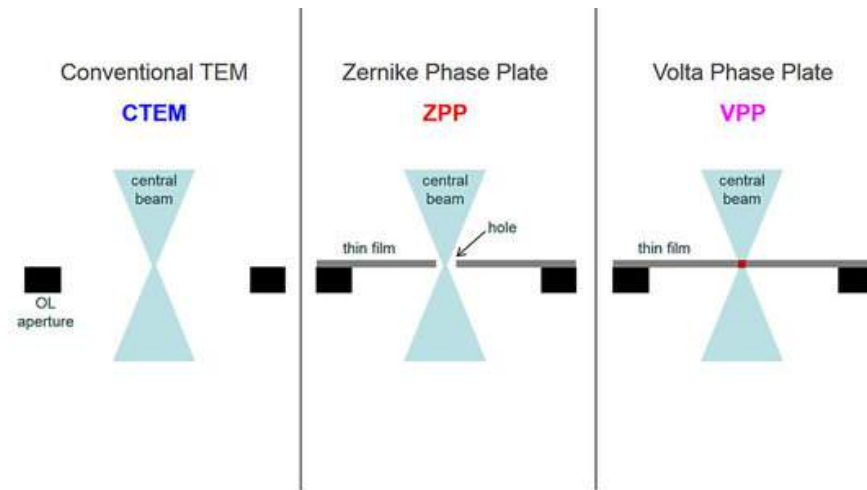 Conventional TEM
CTEM
central
beam
OL
aperture
Zernike Phase Plate
ZPP
central
beam
hole
thin film
Volta Phase Plate
VPP
central
beam
thin film